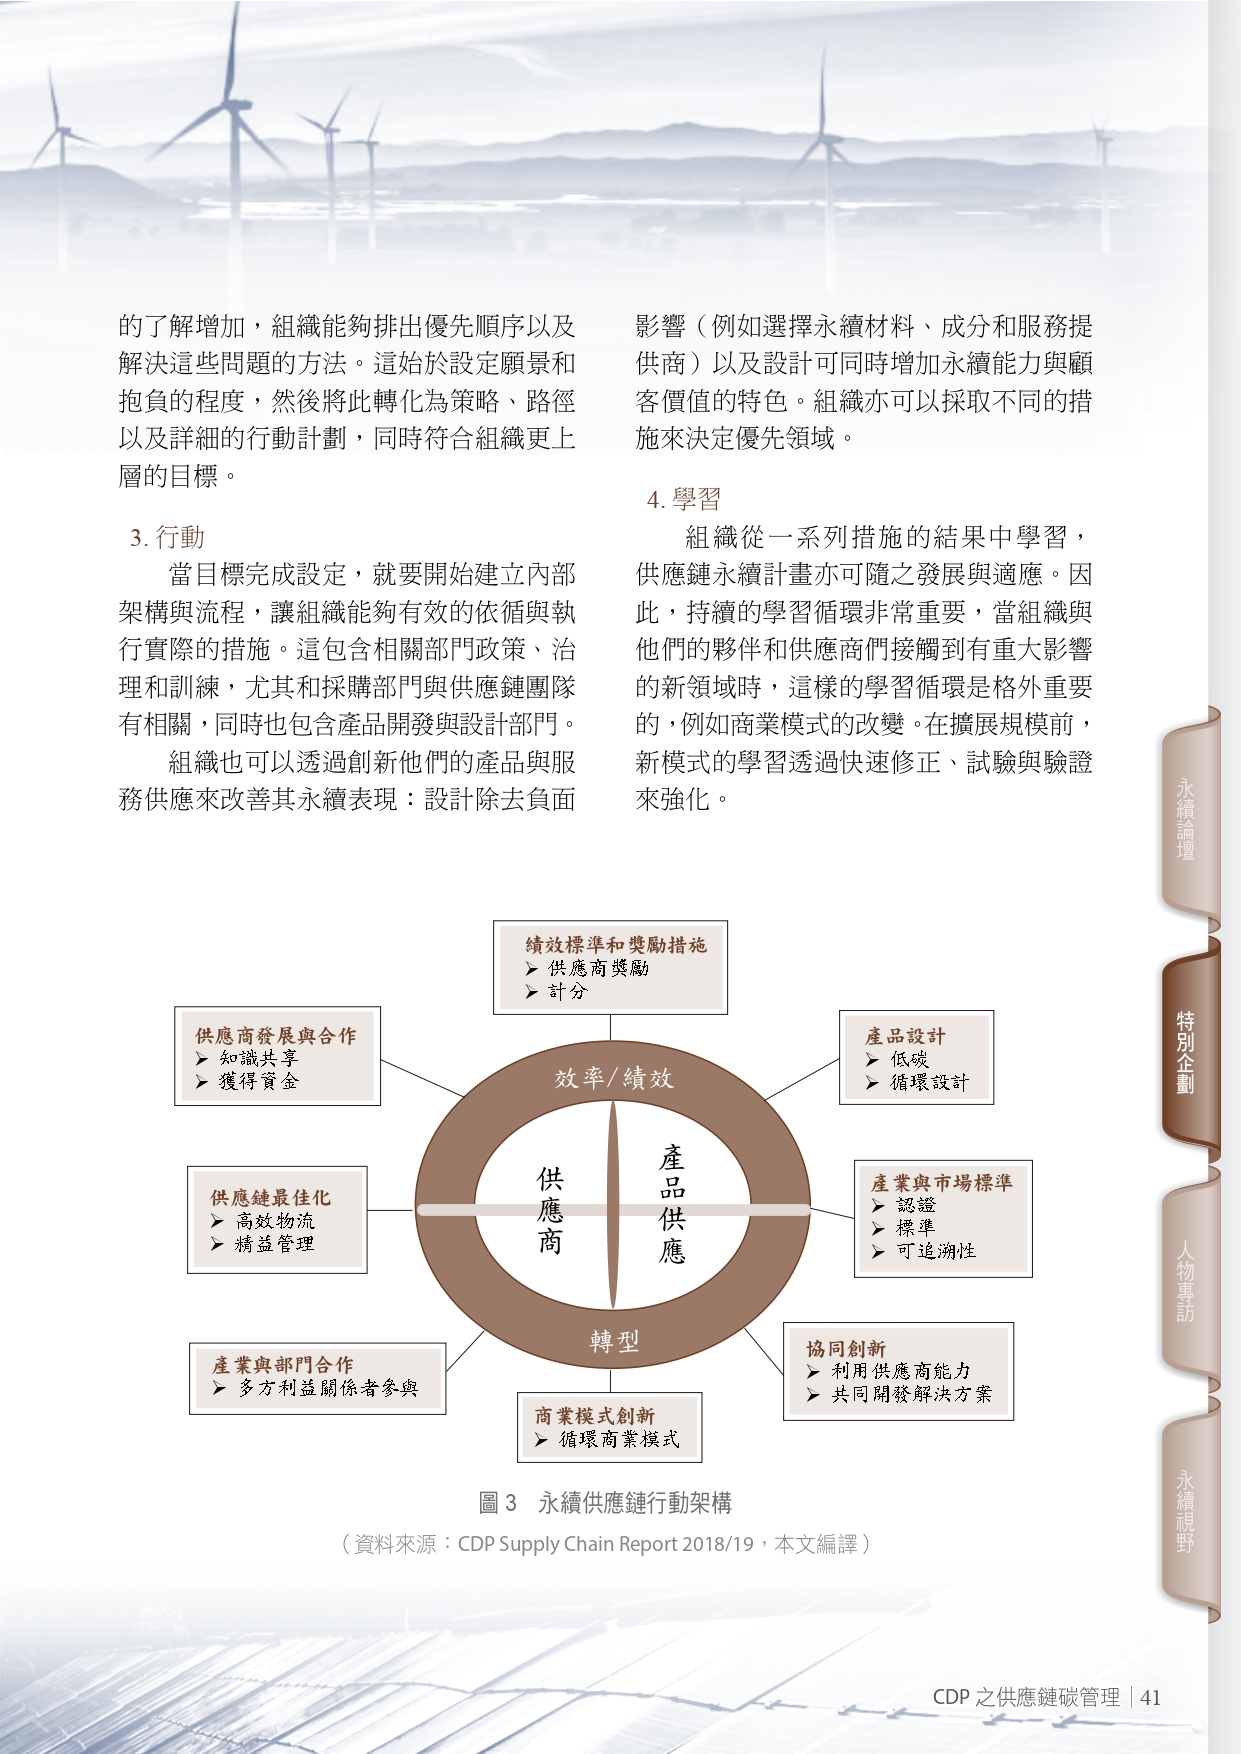 的了解增加，組織能夠排出優先順序以及
解決這些問題的方法。這始於設定願景和
抱負的程度，然後將此轉化為策略、路徑
以及詳細的行動計劃，同時符合組織更上
層的目標。
3. 行動
當目標完成設定，就要開始建立內部
架構與流程，讓組織能夠有效的依循與執
行實際的措施。這包含相關部門政策、治
理和訓練，尤其和採購部門與供應鏈團隊
有相關，同時也包含產品開發與設計部門。
組織也可以透過創新他們的產品與服
務供應來改善其永續表現：設計除去負面
影響（例如選擇永續材料、成分和服務提
供商）以及設計可同時增加永續能力與顧
客價值的特色。組織亦可以採取不同的措
施來決定優先領域。
4. 學習
組織從一系列措施的結果中學習，
供應鏈永續計畫亦可隨之發展與適應。因
此，持續的學習循環非常重要，當組織與
他們的夥伴和供應商們接觸到有重大影響
的新領域時，這樣的學習循環是格外重要
的，例如商業模式的改變。在擴展規模前，
新模式的學習透過快速修正、試驗與驗證
來強化。
績效標準和獎勵措施
➢ 供應商獎勵
➢ 計分
供應商發展與合作
➢ 知識共享
➢ 獲得資金
產品設計
➢ 低碳
➢ 循環設計
效率/績效
供應商
產品供應
轉型
供應鏈最佳化
➢ 高效物流
➢ 精益管理
產業與市場標準
➢ 認證
➢ 標準
➢ 可追溯性
產業與部門合作
➢ 多方利益關係者參與
協同創新
➢ 利用供應商能力
➢ 共同開發解決方案
商業模式創新
➢ 循環商業模式
圖 3　永續供應鏈行動架構
（資料來源：CDP Supply Chain Report 2018/19，本文編譯）
永續論壇
特別企劃
人物專訪
永續視野
CDP 之供應鏈碳管理│41